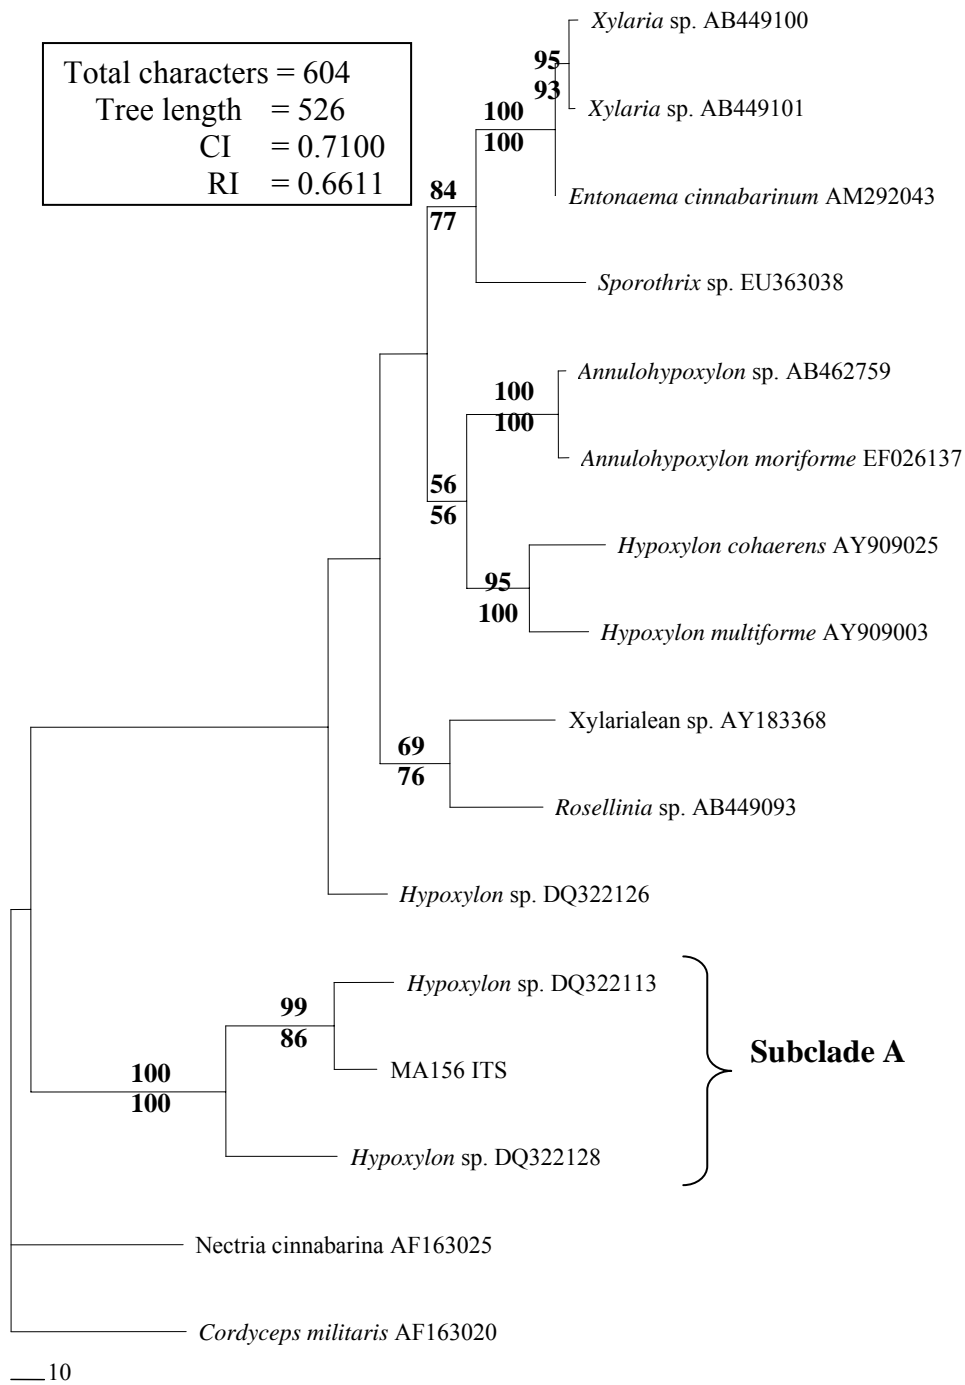 Xylaria sp. AB449100
Total characters = 604
Tree length = 526
CI = 0.7100
RI = 0.6611
95
93
Xylaria sp. AB449101
100
100
Entonaema cinnabarinum AM292043
84
77
Sporothrix sp. EU363038
Annulohypoxylon sp. AB462759
100
100
Annulohypoxylon moriforme EF026137
56
56
Hypoxylon cohaerens AY909025
95
100
Hypoxylon multiforme AY909003
Xylarialean sp. AY183368
69
76
Rosellinia sp. AB449093
Hypoxylon sp. DQ322126
Hypoxylon sp. DQ322113
99
86
Subclade A
MA156 ITS
100
100
Hypoxylon sp. DQ322128
Nectria cinnabarina AF163025
Cordyceps militaris AF163020
10